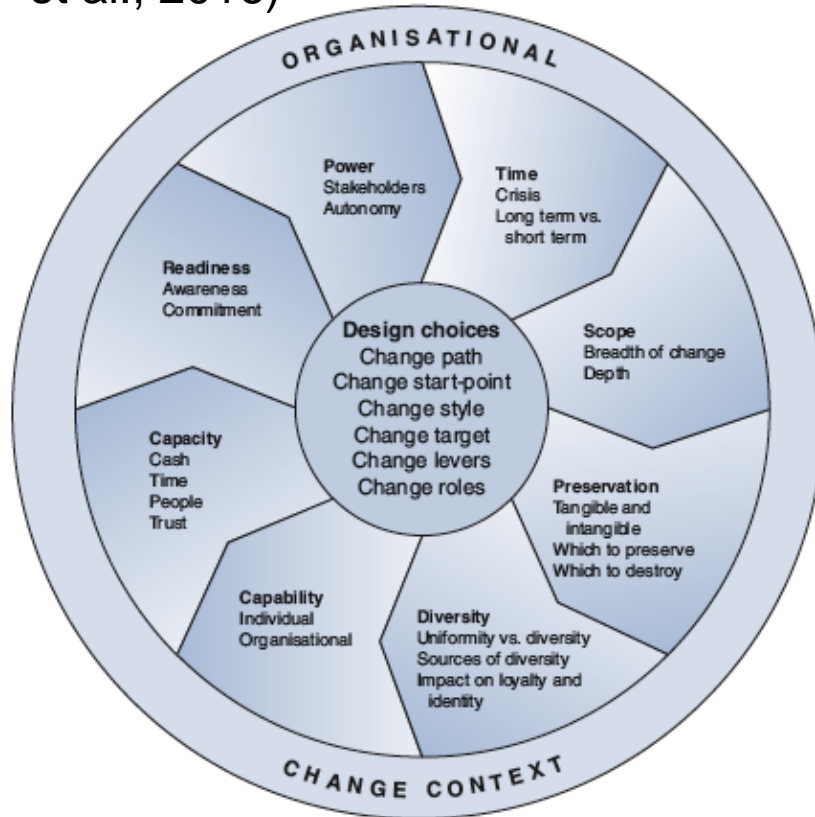 et all, 2016)
ORGANISATIONAL
Power
Stakeholders
Autonomy
Time
Crisis
Long term vs.
short term
Readiness
Awareness
Commitment
Scope
Breadth of change
Depth
Design choices
Change path
Change start-point
Change style
Change target
Change levers
Change roles
Capacity
Cash
Time
People
Trust
Preservation
Tangible and
intangible
Which to preserve
Which to destroy
Capability
Individual
Organisational
Diversity
Uniformity vs. diversity
Sources of diversity
Impact on loyalty and
identity
CHANGE CONTEXT